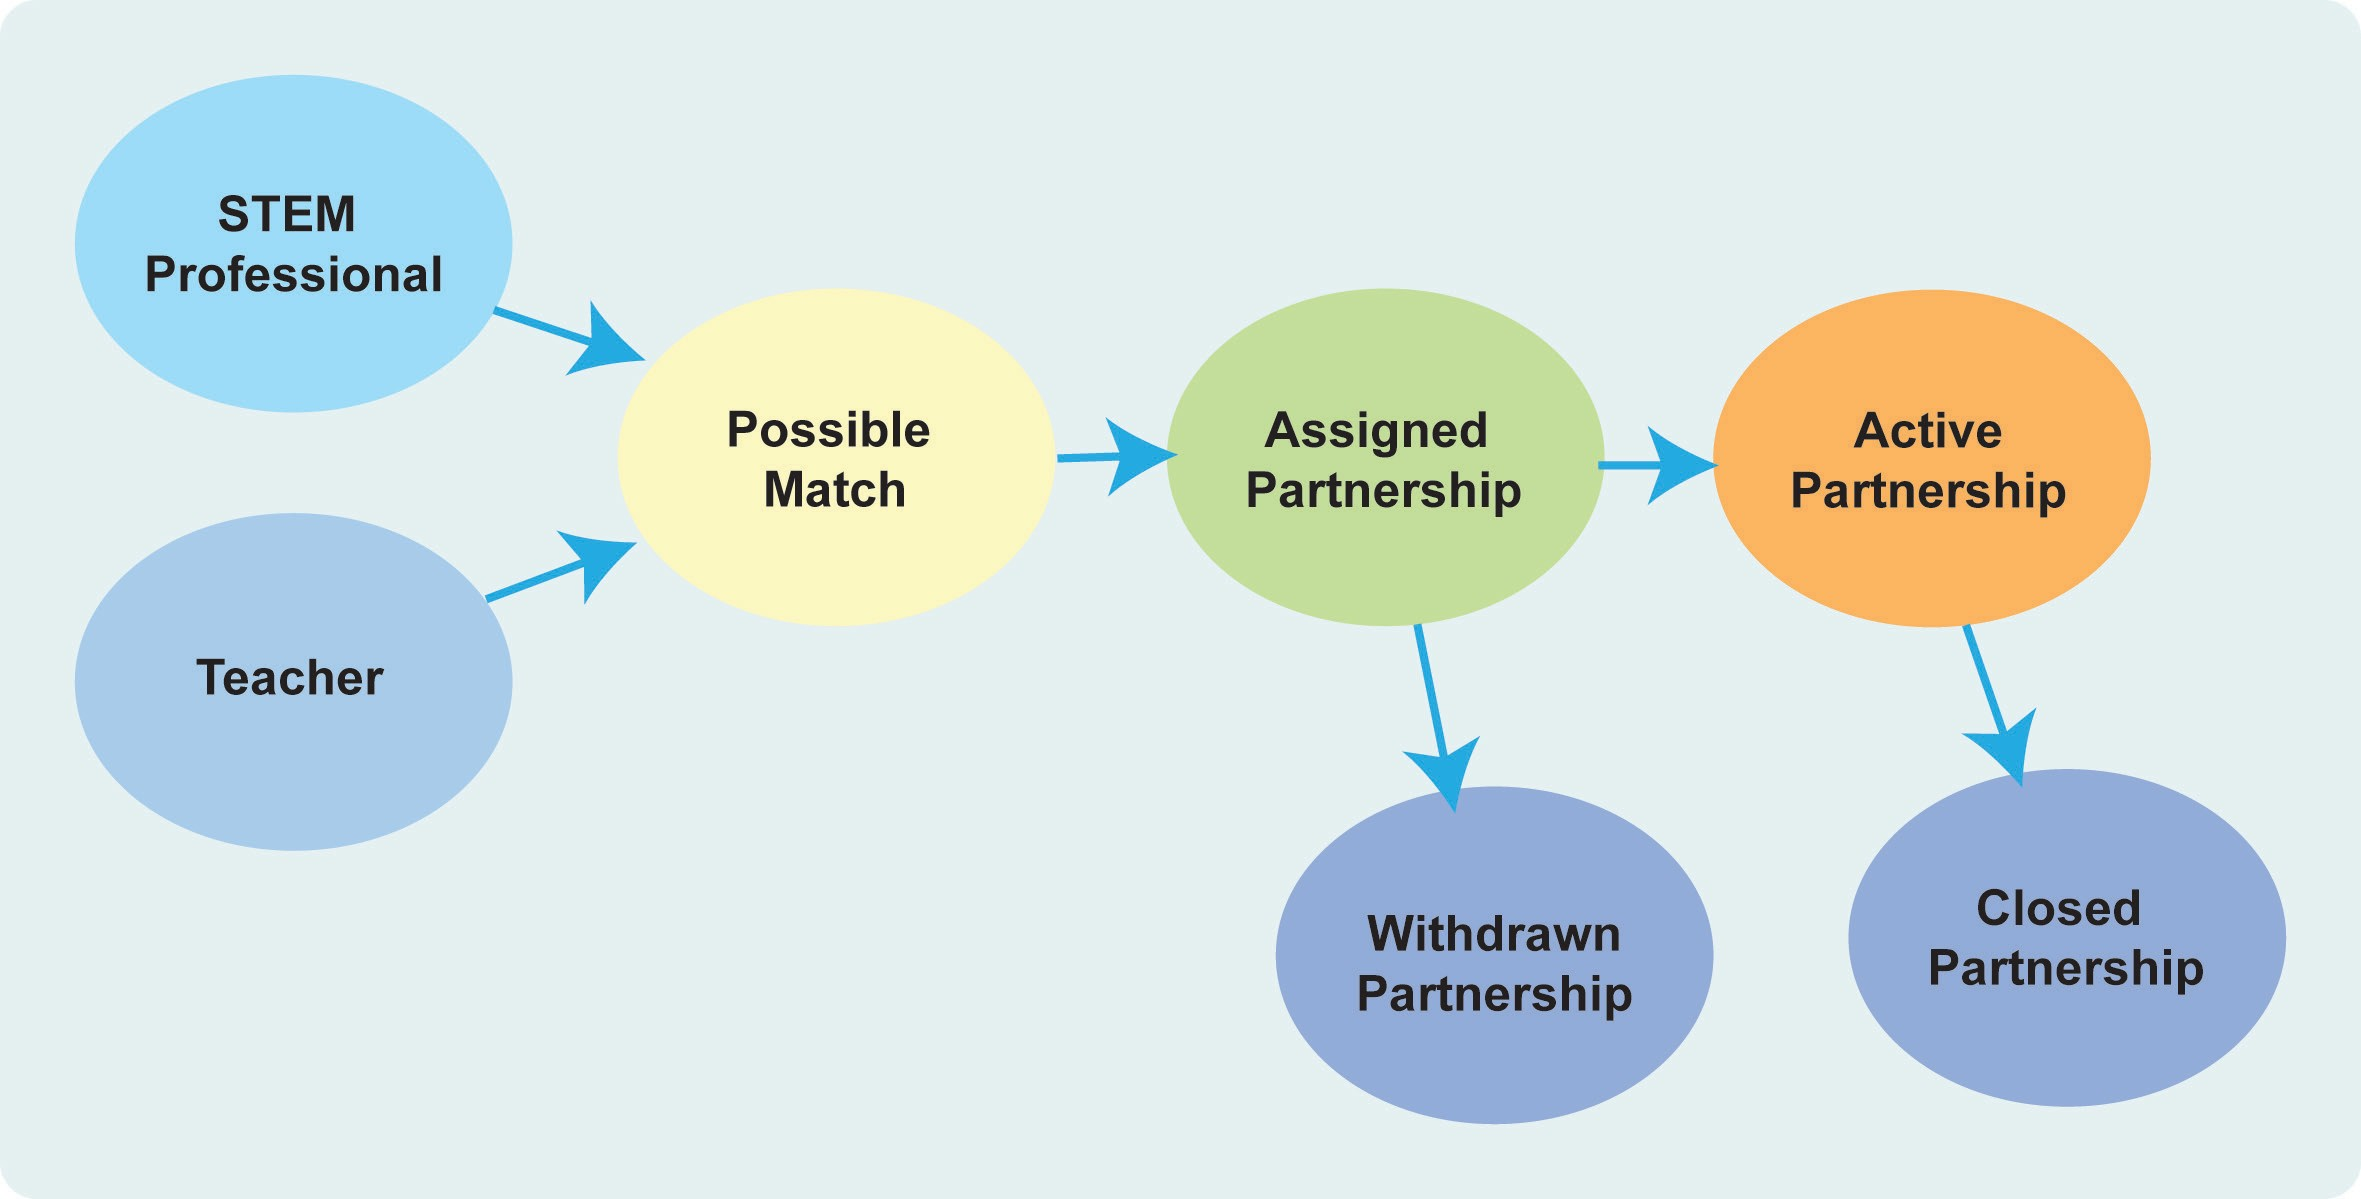 STEM
Professional
Teacher
Possible
Match
Assigned
Partnership
Active
Partnership
Withdrawn
Partnership
Closed
Partnership